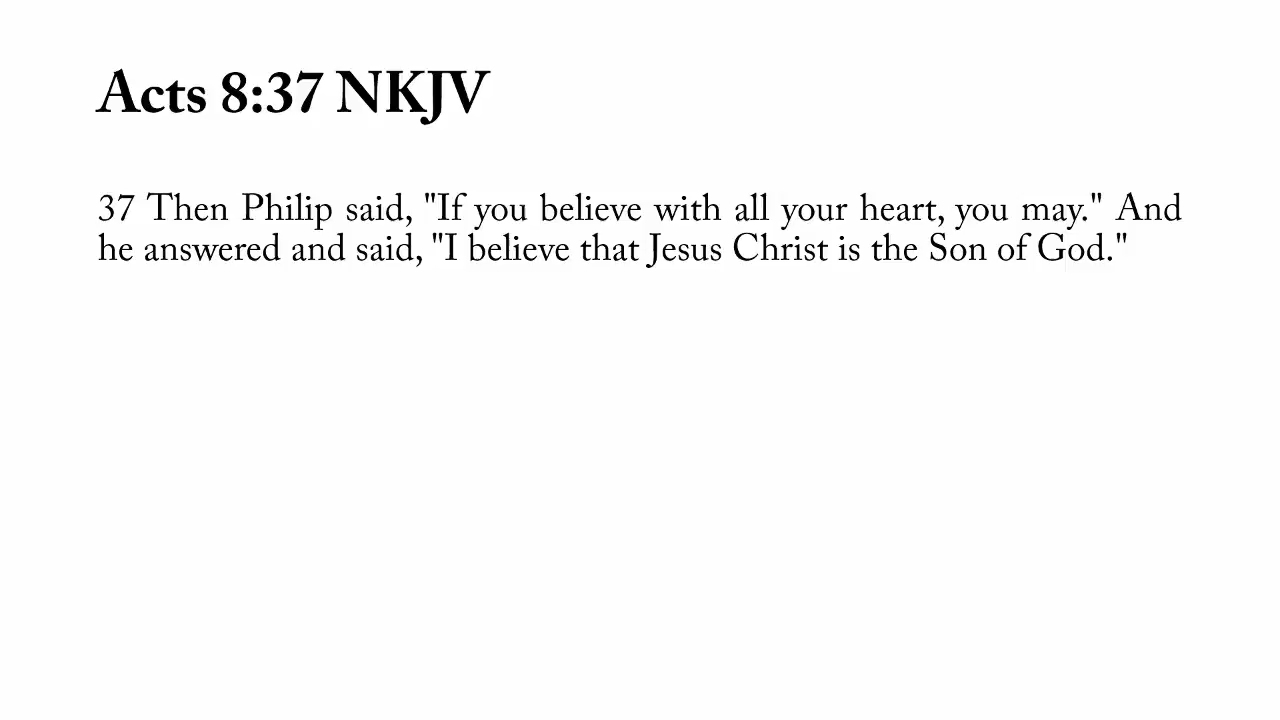 Acts 8:37 NKJV
37 Then Philip said, "If you believe with all your heart, you may." And
he answered and said, "I believe that Jesus Christ is the Son of God."